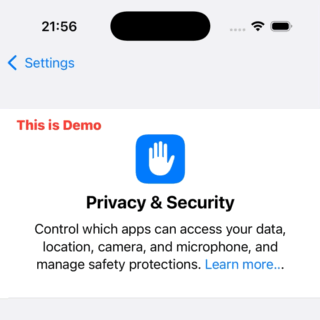 21:56
Settings
This is Demo
Privacy & Security
Control which apps can access your data,
location, camera, and microphone, and
manage safety protections. Learn more...